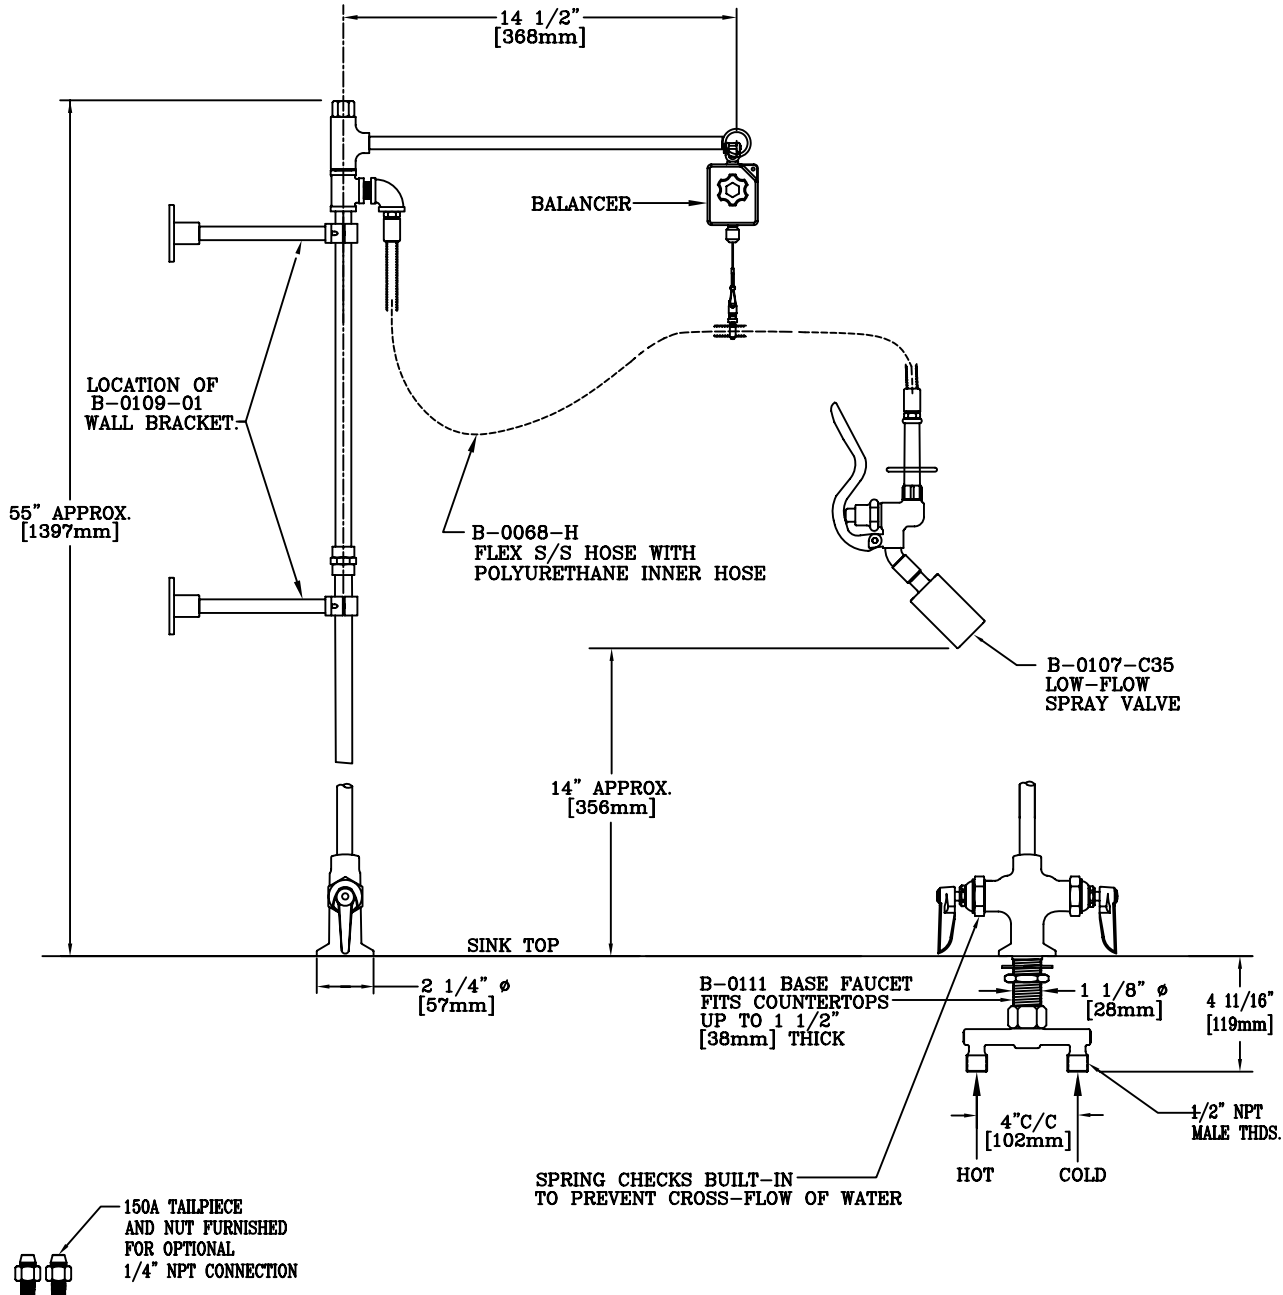 14 1/2"
[368mm]
BALANCER
LOCATION OF
B-0109-01
WALL BRACKET.
55" APPROX.
[1397mm]
B-0068-H
FLEX S/S HOSE WITH
POLYURETHANE INNER HOSE
B-0107-C35
LOW-FLOW
SPRAY VALVE
14" APPROX.
[356mm]
SINK TOP
2 1/4" ø
[57mm]
B-0111 BASE FAUCET
FITS COUNTERTOPS
UP TO 1 1/2"
[38mm] THICK
1 1/8" ø
[28mm]
4 11/16"
[119mm]
4"C/C
[102mm]
1/2" NPT
MALE THDS.
HOT
COLD
SPRING CHECKS BUILT-IN
TO PREVENT CROSS-FLOW OF WATER
150A TAILPIECE
AND NUT FURNISHED
FOR OPTIONAL
1/4" NPT CONNECTION